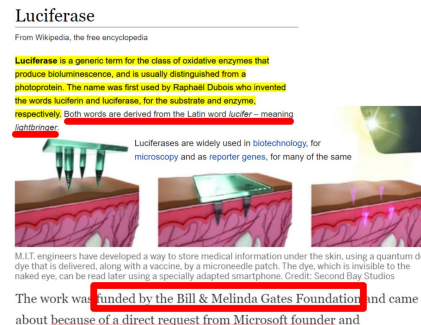 Luciferase
From Wikipedia, the free encyclopedia
Luciferase is a generic term for the class of oxidative enzymes that
produce bioluminescence, and is usually distinguished from a
photoprotein. The name was first used by Raphaël Dubois who invented
the words luciferin and luciferase, for the substrate and enzyme,
respectively. Both words are derived from the Latin word lucifer – meaning
lightbringer.
Luciferases are widely used in biotechnology, for
microscopy and as reporter genes, for many of the same
M.I.T. engineers have developed a way to store medical information under the skin, using a quantum d
dye that is delivered, along with a vaccine, by a microneedle patch. The dye, which is invisible to the
naked eye, can be read later using a specially adapted smartphone. Credit: Second Bay Studios
The work was funded by the Bill & Melinda Gates Foundation and came
about because of a direct request from Microsoft founder and